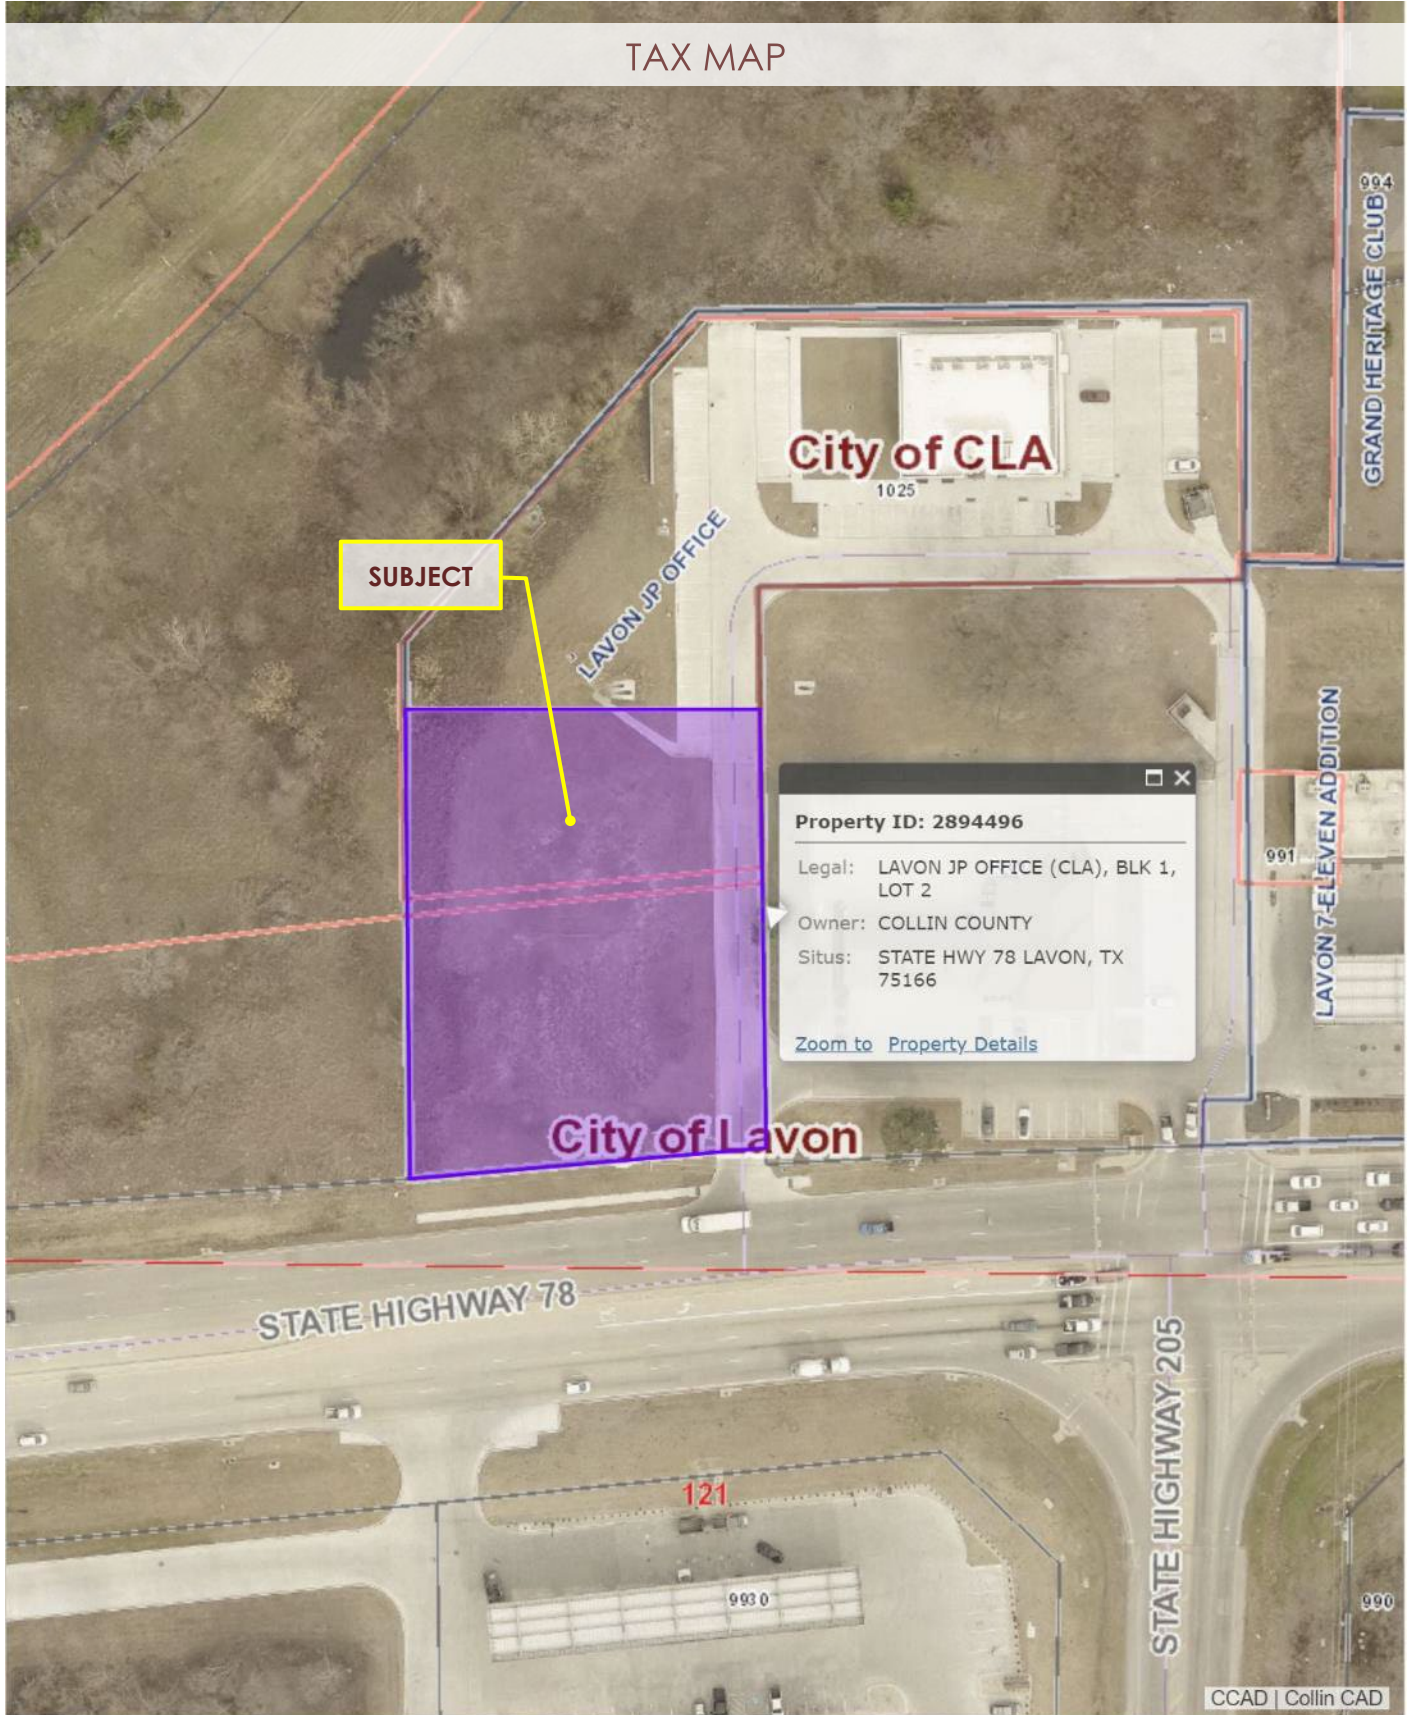 TAX MAP
994
GRAND HERITAGE CLUB
City of CLA
1025
LAVON JP OFFICE
SUBJECT
LAVON 7-ELEVEN ADDITION
991
Property ID: 2894496
Legal: LAVON JP OFFICE (CLA), BLK 1,
LOT 2
Owner: COLLIN COUNTY
Situs: STATE HWY 78 LAVON, TX
75166
Zoom to Property Details
City of Lavon
STATE HIGHWAY 78
STATE HIGHWAY 205
121
9930
990
CCAD | Collin CAD